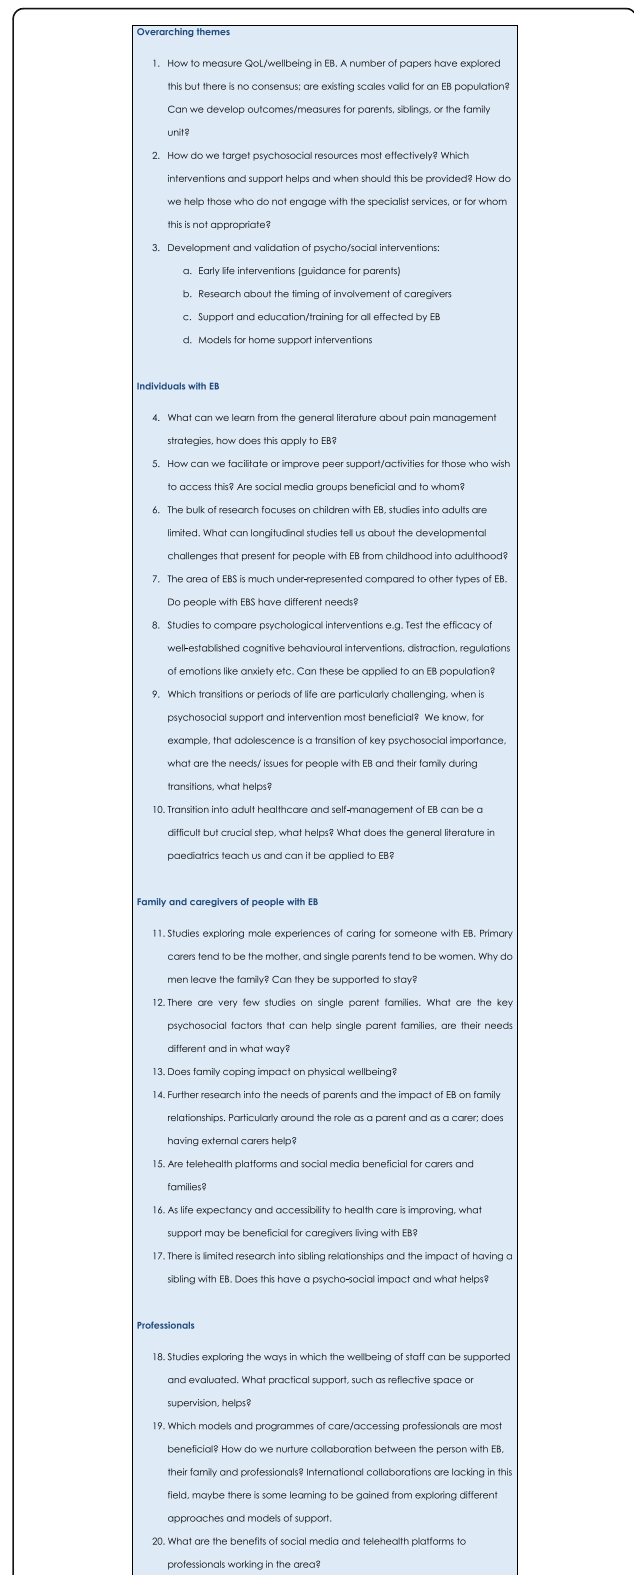 Overarching themes
1. How to measure QoL/wellbeing in EB. A number of papers have explored
this but there is no consensus; are existing scales valid for an EB population?
Can we develop outcomes/measures for parents, siblings, or the family
unit?
2. How do we target psychosocial resources most effectively? Which
interventions and support helps and when should this be provided? How do
we help those who do not engage with the specialist services, or for whom
this is not appropriate?
3. Development and validation of psycho/social interventions:
a. Early life interventions (guidance for parents)
b. Research about the timing of involvement of caregivers
c. Support and education/training for all effected by EB
d. Models for home support interventions
Individuals with EB
4. What can we learn from the general literature about pain management
strategies, how does this apply to EB?
5. How can we facilitate or improve peer support/activities for those who wish
to access this? Are social media groups beneficial and to whom?
6. The bulk of research focuses on children with EB, studies into adults are
limited. What can longitudinal studies tell us about the developmental
challenges that present for people with EB from childhood into adulthood?
7. The area of EBS is much under-represented compared to other types of EB.
Do people with EBS have different needs?
8. Studies to compare psychological interventions e.g. Test the efficacy of
well-established cognitive behavioural interventions, distraction, regulations
of emotions like anxiety etc. Can these be applied to an EB population?
9. Which transitions or periods of life are particularly challenging, when is
psychosocial support and intervention most beneficial? We know, for
example, that adolescence is a transition of key psychosocial importance,
what are the needs/ issues for people with EB and their family during
transitions, what helps?
10. Transition into adult healthcare and self-management of EB can be a
difficult but crucial step, what helps? What does the general literature in
paediatrics teach us and can it be applied to EB?
Family and caregivers of people with EB
11. Studies exploring male experiences of caring for someone with EB. Primary
carers tend to be the mother, and single parents tend to be women. Why do
men leave the family? Can they be supported to stay?
12. There are very few studies on single parent families. What are the key
psychosocial factors that can help single parent families, are their needs
different and in what way?
13. Does family coping impact on physical wellbeing?
14. Further research into the needs of parents and the impact of EB on family
relationships. Particularly around the role as a parent and as a carer; does
having external carers help?
15. Are telehealth platforms and social media beneficial for carers and
families?
16. As life expectancy and accessibility to health care is improving, what
support may be beneficial for caregivers living with EB?
17. There is limited research into sibling relationships and the impact of having a
sibling with EB. Does this have a psycho-social impact and what helps?
Professionals
18. Studies exploring the ways in which the wellbeing of staff can be supported
and evaluated. What practical support, such as reflective space or
supervision, helps?
19. Which models and programmes of care/accessing professionals are most
beneficial? How do we nurture collaboration between the person with EB,
their family and professionals? International collaborations are lacking in this
field, maybe there is some learning to be gained from exploring different
approaches and models of support.
20. What are the benefits of social media and telehealth platforms to
professionals working in the area?